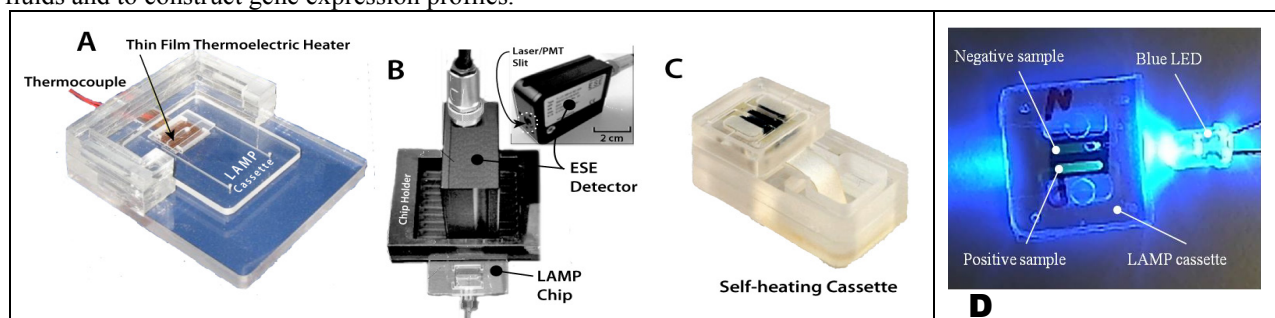 fluids and to construct gene expression profiles.
A
Thin Film Thermoelectric Heater
Thermocouple
LAMP
Cassette
B
Laser/PMT
Slit
2 cm
ESE
Detector
Chip Holder
LAMP
Chip
C
Self-heating Cassette
Negative sample
Blue LED
Positive sample
LAMP cassette
D